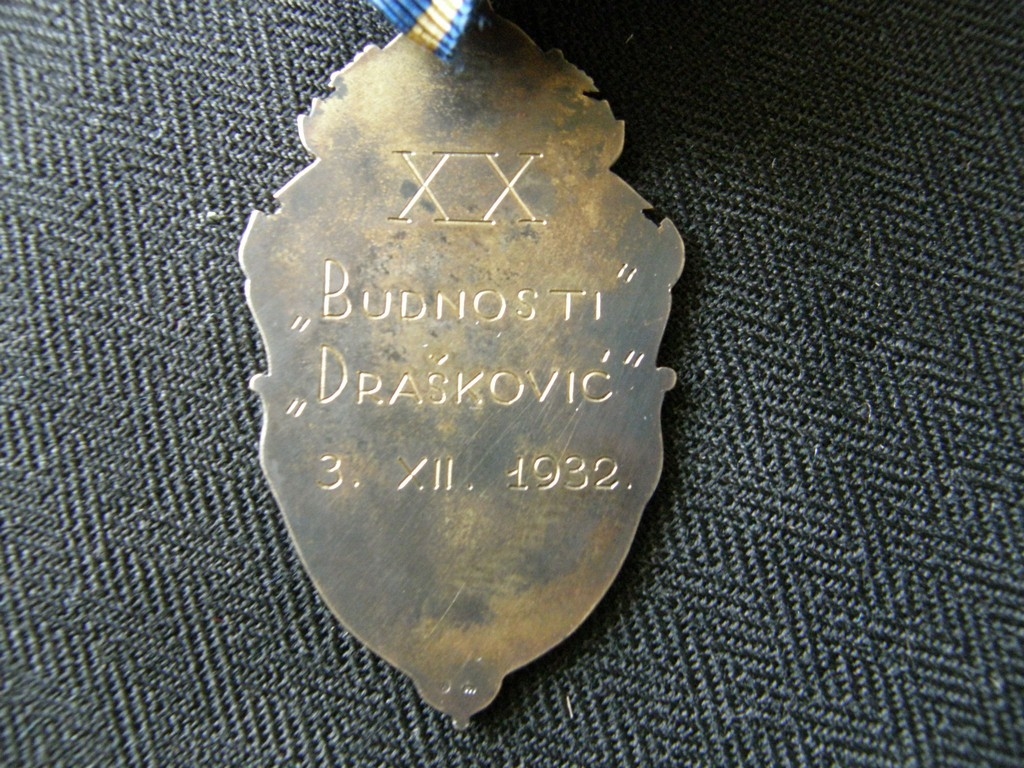 XX
„BUDNOSTI“
„DRAŠKOVIĆ“
3. XII. 1932.